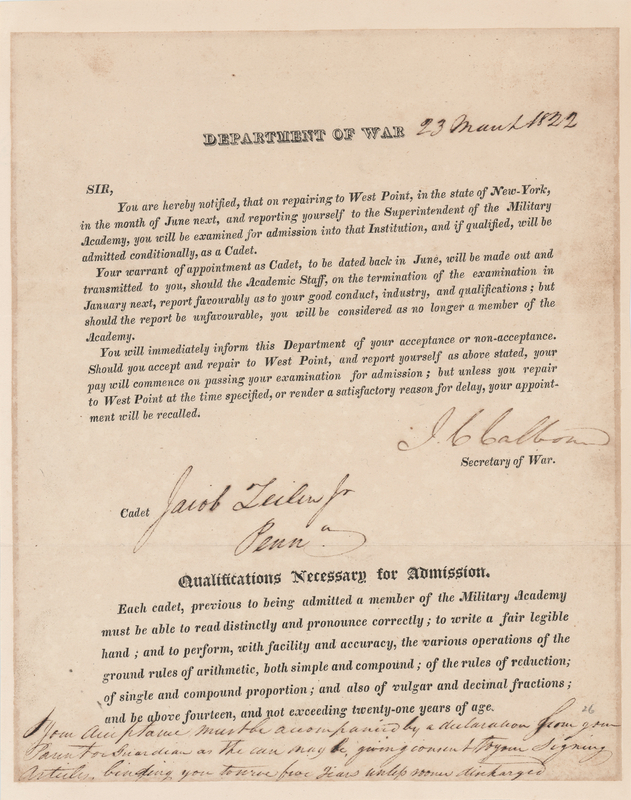 DEPARTMENT OF WAR 23 March 1822
SIR,
You are hereby notified, that on repairing to West Point, in the state of New-York,
in the month of June next, and reporting yourself to the Superintendent of the Military
Academy, you will be examined for admission into that Institution, and if qualified, will be
admitted conditionally, as a Cadet.
Your warrant of appointment as Cadet, to be dated back in June, will be made out and
transmitted to you, should the Academic Staff, on the termination of the examination in
January next, report favourably as to your good conduct, industry, and qualifications; but
should the report be unfavourable, you will be considered as no longer a member of the
Academy.
You will immediately inform this Department of your acceptance or non-acceptance.
Should you accept and repair to West Point, and report yourself as above stated, your
pay will commence on passing your examination for admission; but unless you repair
to West Point at the time specified, or render a satisfactory reason for delay, your appoint-
ment will be recalled.
J. C. Calhoun
Secretary of War.
Cadet Jacob Zeilin Jr
Penna.
Qualifications Necessary for Admission.
Each cadet, previous to being admitted a member of the Military Academy
must be able to read distinctly and pronounce correctly; to write a fair legible
hand; and to perform, with facility and accuracy, the various operations of the
ground rules of arithmetic, both simple and compound; of the rules of reduction;
of single and compound proportion; and also of vulgar and decimal fractions;
and be above fourteen, and not exceeding twenty-one years of age.
26
Your acceptance must be accompanied by a declaration from your
Parent or Guardian as the case may be, giving consent to your signing
Articles, binding you to serve five Years unless sooner discharged